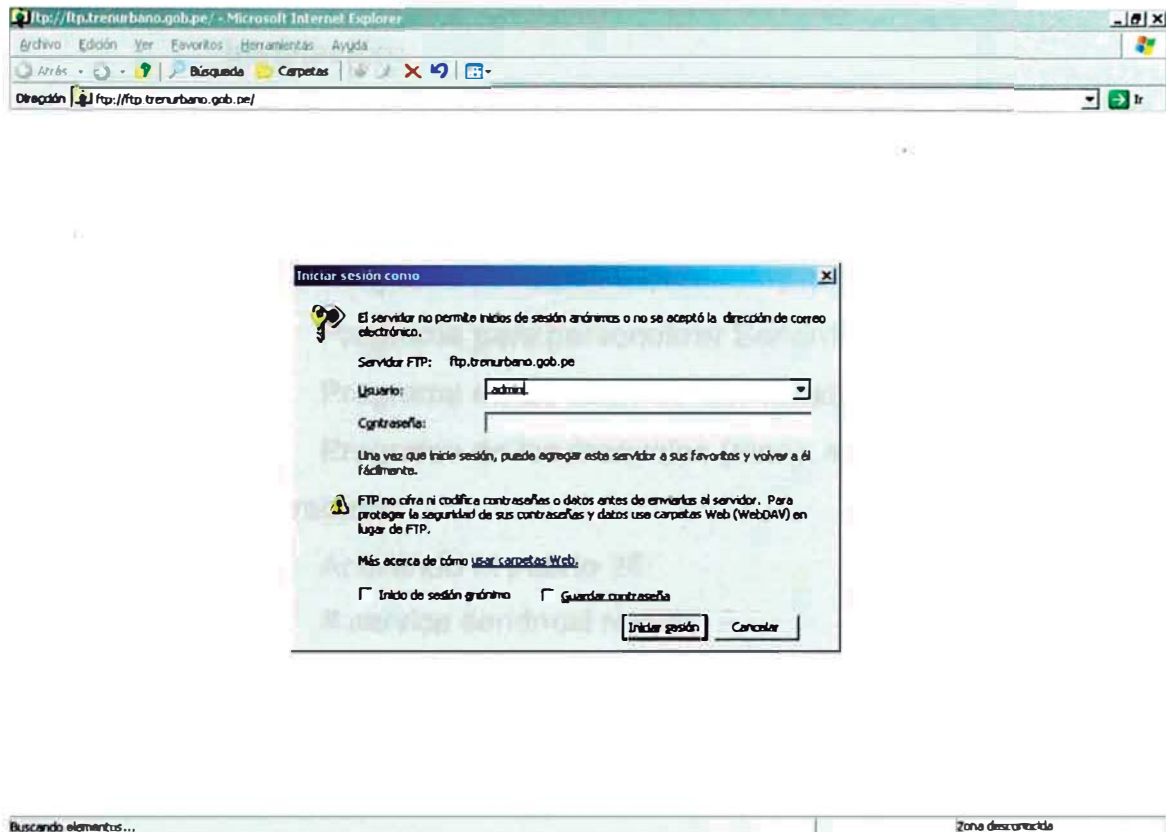 ftp://ftp.trenurbano.gob.pe/ - Microsoft Internet Explorer
Archivo Edición Ver Favoritos Herramientas Ayuda
Atrás Búsqueda Carpetas
Dirección ftp://ftp.trenurbano.gob.pe/ Ir
Iniciar sesión como
El servidor no permite inicios de sesión anónimos o no se aceptó la dirección de correo
electrónico.
Servidor FTP: ftp.trenurbano.gob.pe
Usuario: admin
Contraseña:
Una vez que inicie sesión, puede agregar este servidor a sus favoritos y volver a él
fácilmente.
FTP no cifra ni codifica contraseñas o datos antes de enviarlos al servidor. Para
proteger la seguridad de sus contraseñas y datos use carpetas Web (WebDAV) en
lugar de FTP.
Más acerca de cómo usar carpetas Web.
Inicio de sesión anónimo Guardar contraseña
Iniciar sesión Cancelar
Buscando elementos... Zona desconocida